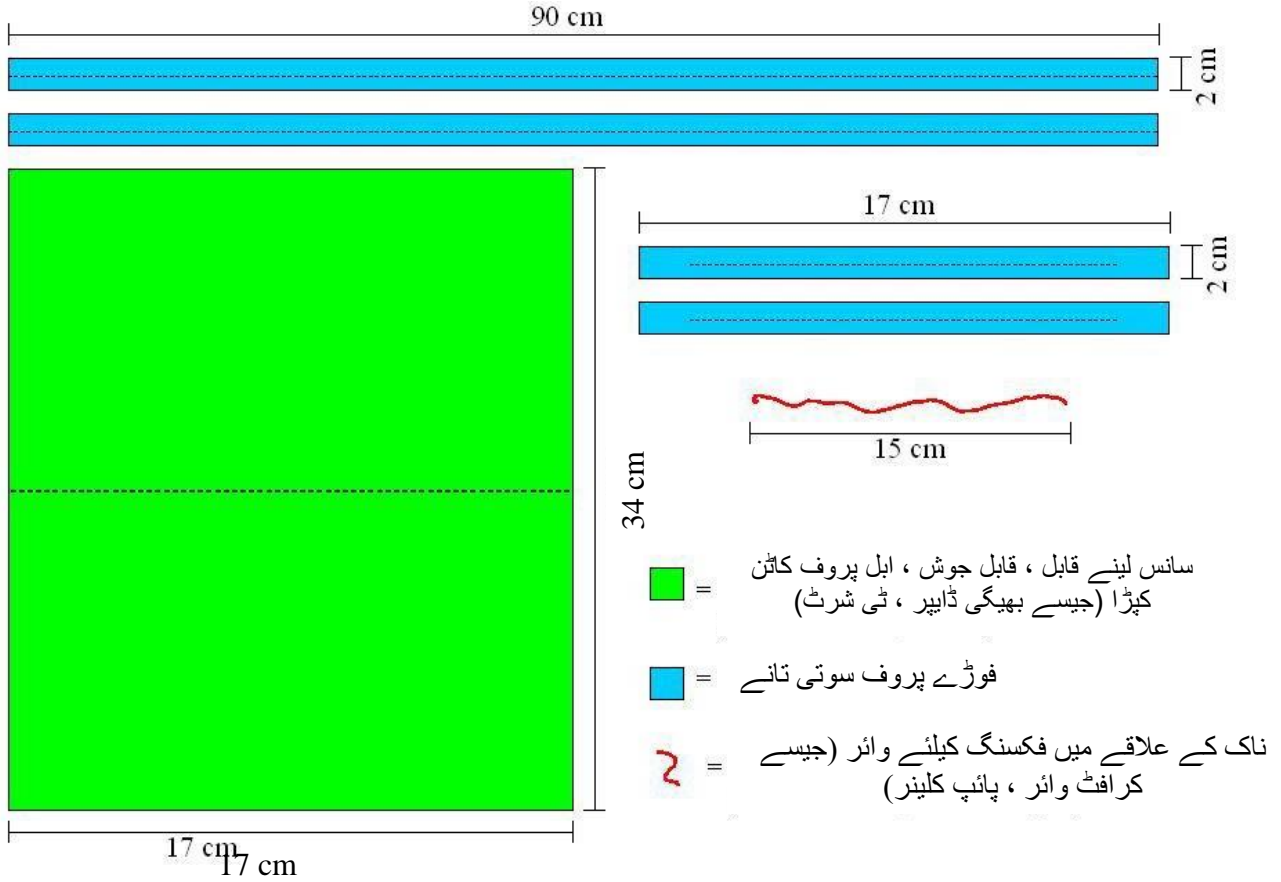 90 cm
2 cm
17 cm
2 cm
15 cm
34 cm
= سانس لینے قابل ، قابل جوش ، ابل پروف کاٹن
کپڑا (جیسے بھیگی ڈایپر ، ٹی شرٹ)
= فوڑے پروف سوتی تانے
= ناک کے علاقے میں فکسنگ کیلئے وائر (جیسے
کرافٹ وائر ، پائپ کلینر)
17 cm
17 cm